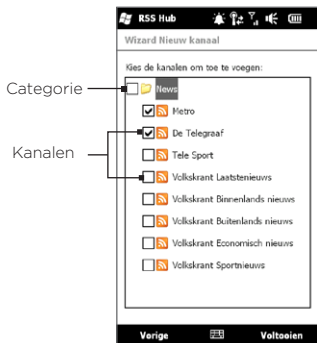 RSS Hub
Wizard Nieuw kanaal
Kies de kanalen om toe te voegen:
Categorie
News
Metro
Kanalen
De Telegraaf
Tele Sport
Volkskrant Laatstenieuws
Volkskrant Binnenlands nieuws
Volkskrant Buitenlands nieuws
Volkskrant Economisch nieuws
Volkskrant Sportnieuws
Vorige
Voltooien